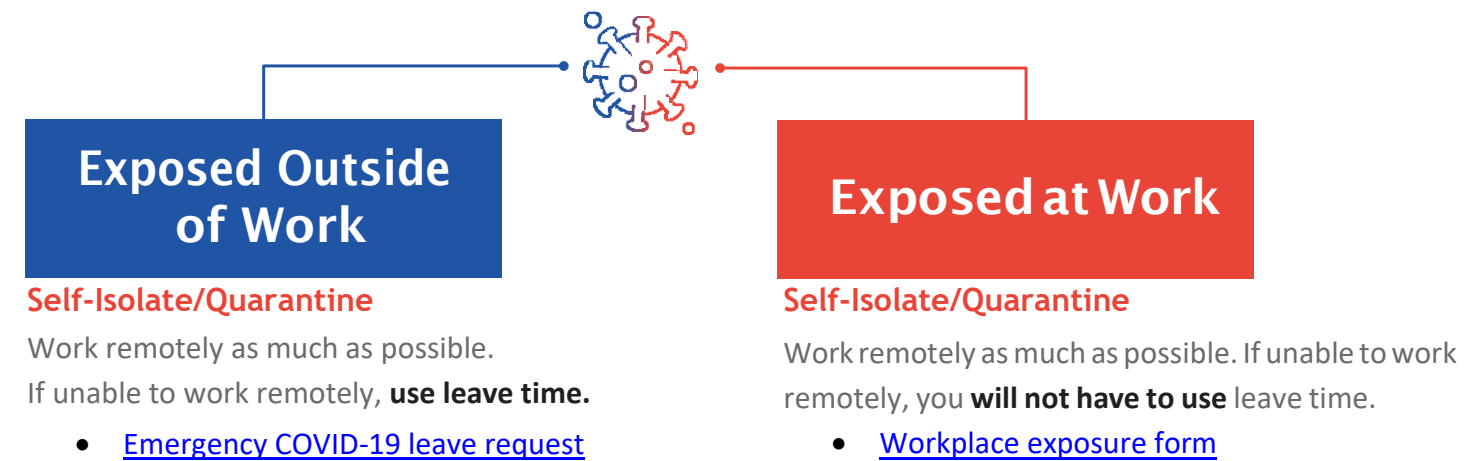 Exposed Outside
of Work
Self-Isolate/Quarantine
Work remotely as much as possible.
If unable to work remotely, use leave time.
• Emergency COVID-19 leave request
Exposed at Work
Self-Isolate/Quarantine
Work remotely as much as possible. If unable to work
remotely, you will not have to use leave time.
• Workplace exposure form